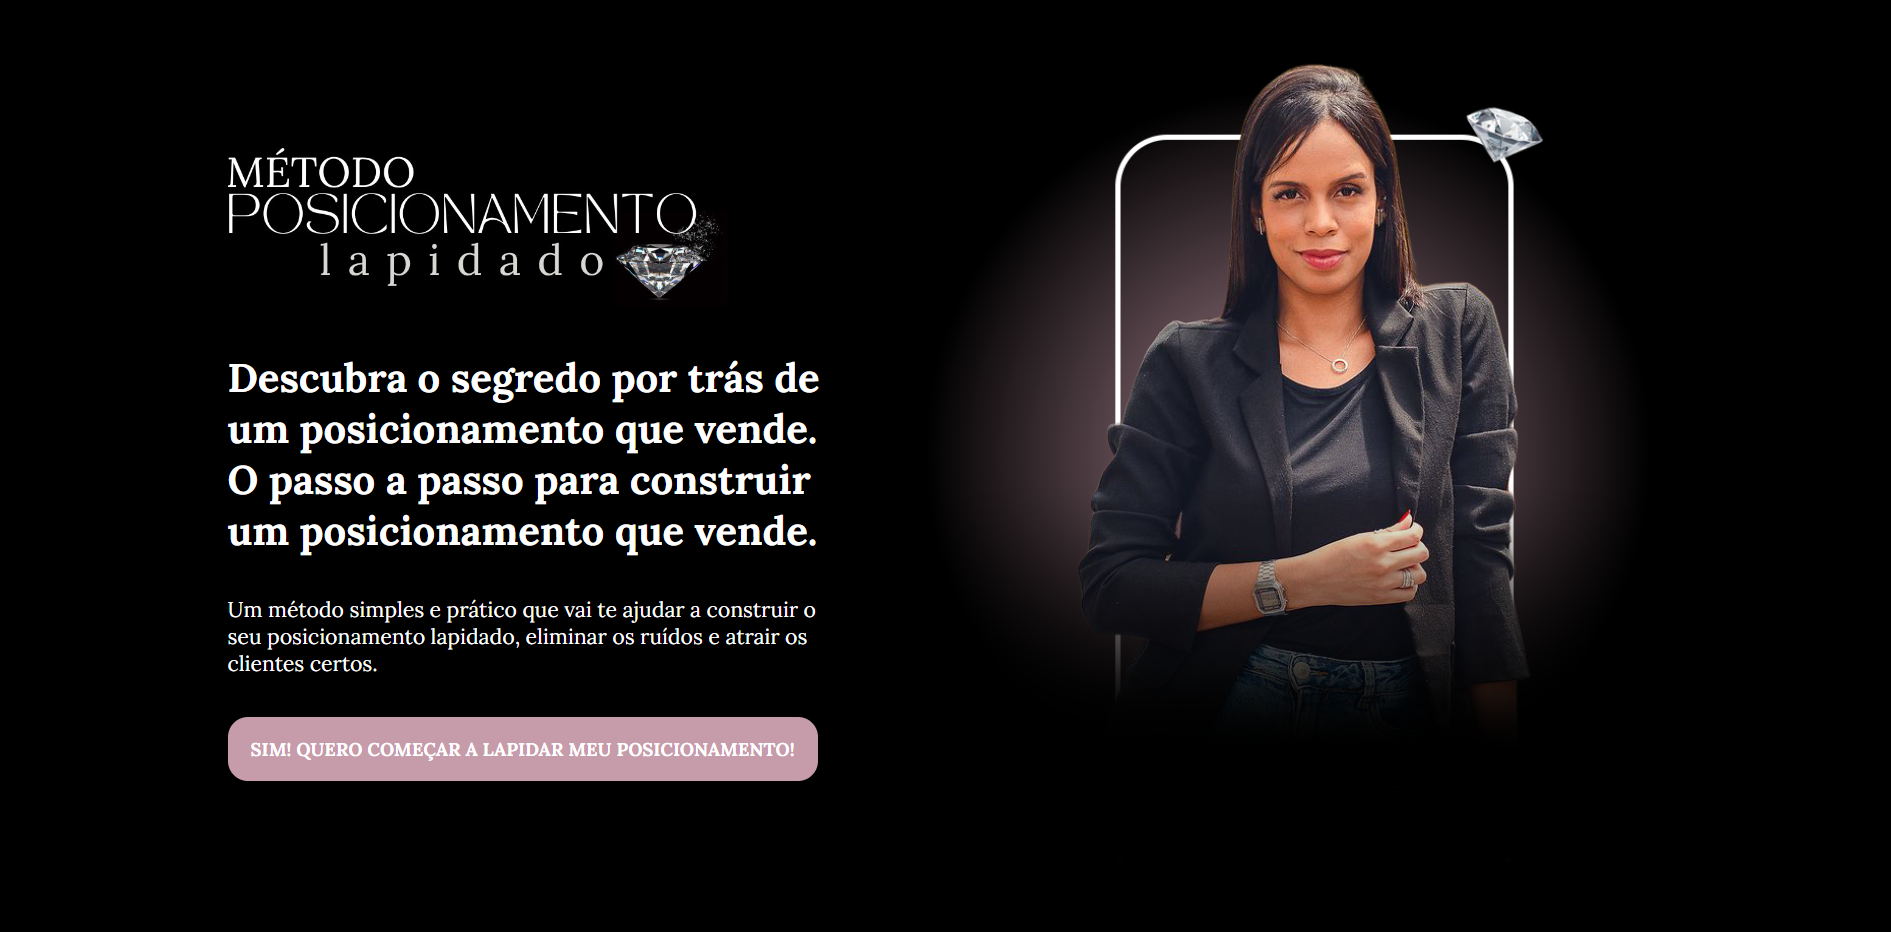 MÉTODO
POSICIONAMENTO
lapidado
Descubra o segredo por trás de
um posicionamento que vende.
O passo a passo para construir
um posicionamento que vende.
Um método simples e prático que vai te ajudar a construir o
seu posicionamento lapidado, eliminar os ruídos e atrair os
clientes certos.
SIM! QUERO COMEÇAR A LAPIDAR MEU POSICIONAMENTO!